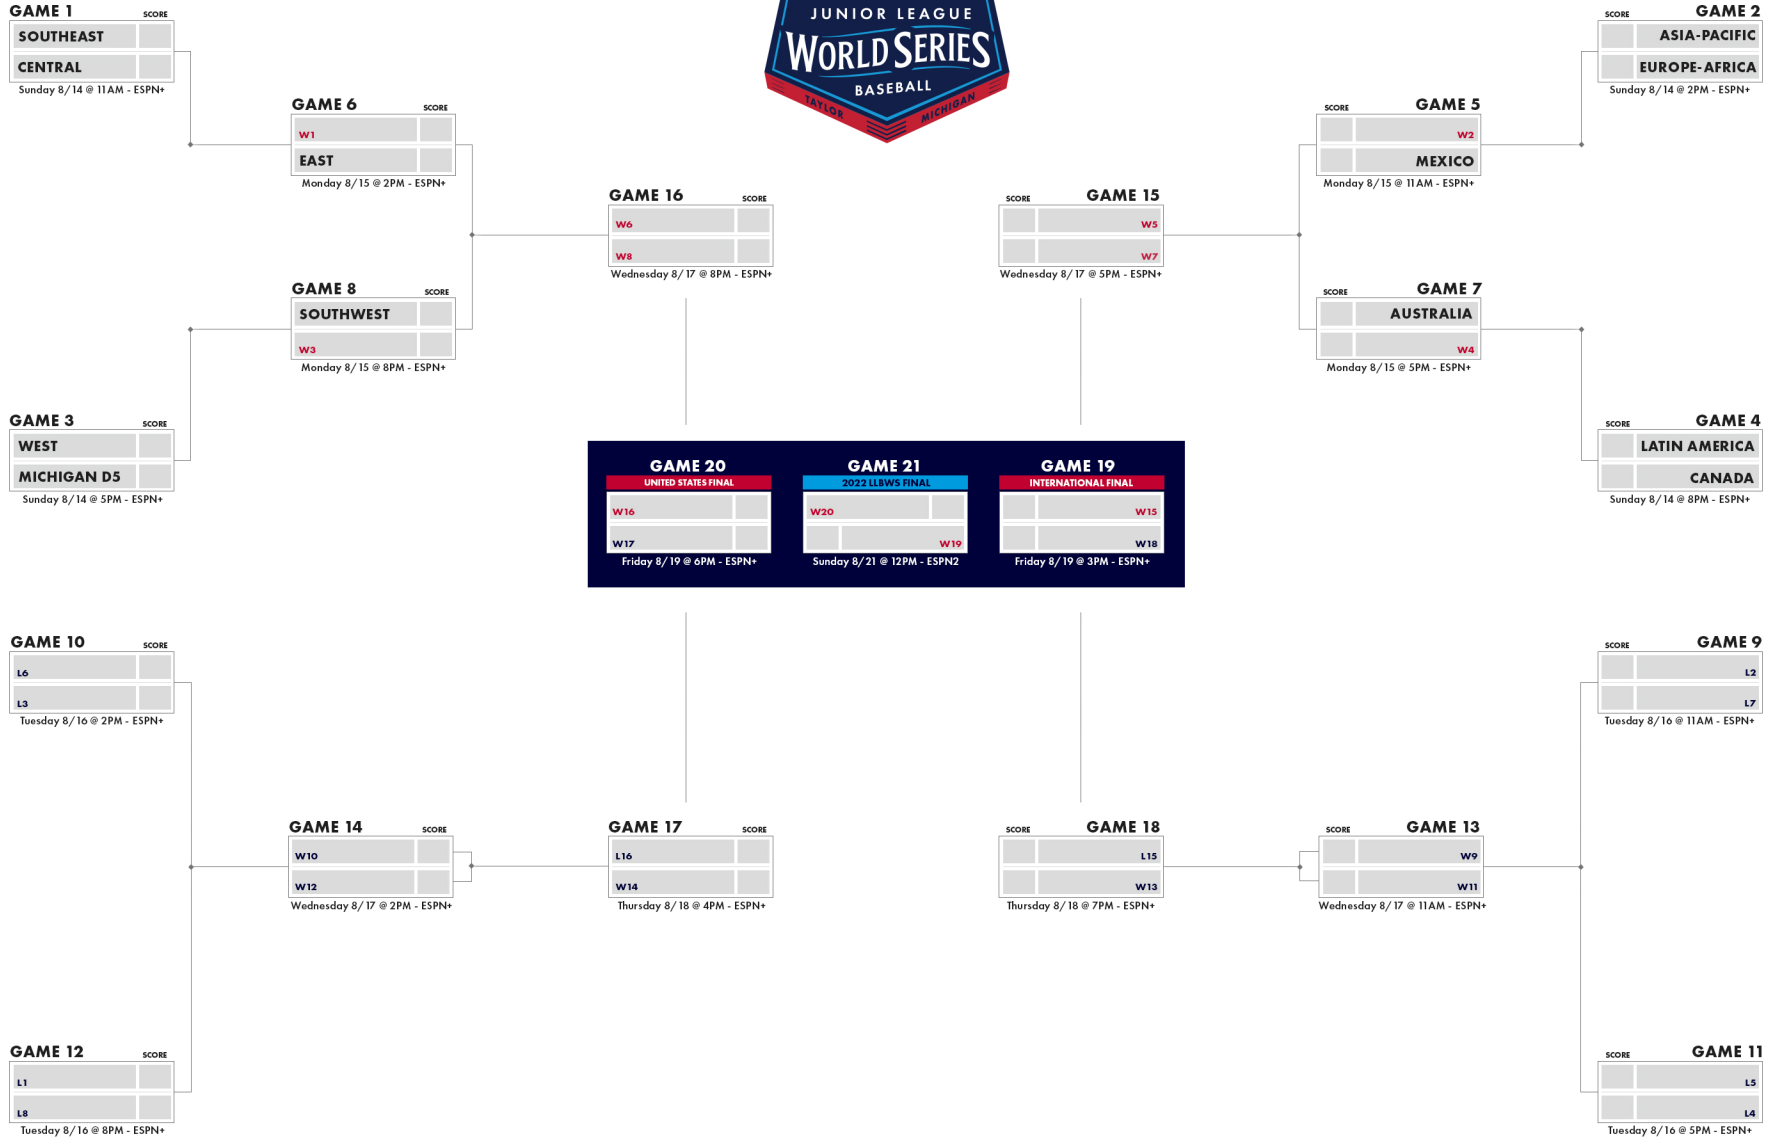 JUNIOR LEAGUE
WORLD SERIES
BASEBALL
TAYLOR MICHIGAN
GAME 1 SCORE
SOUTHEAST
CENTRAL
Sunday 8/14 @ 11AM - ESPN+
SCORE GAME 2
ASIA-PACIFIC
EUROPE-AFRICA
Sunday 8/14 @ 2PM - ESPN+
GAME 6 SCORE
W1
EAST
Monday 8/15 @ 2PM - ESPN+
SCORE GAME 5
W2
MEXICO
Monday 8/15 @ 11AM - ESPN+
GAME 16 SCORE
W6
W8
Wednesday 8/17 @ 8PM - ESPN+
SCORE GAME 15
W5
W7
Wednesday 8/17 @ 5PM - ESPN+
GAME 8 SCORE
SOUTHWEST
W3
Monday 8/15 @ 8PM - ESPN+
SCORE GAME 7
AUSTRALIA
W4
Monday 8/15 @ 5PM - ESPN+
GAME 3 SCORE
WEST
MICHIGAN D5
Sunday 8/14 @ 5PM - ESPN+
SCORE GAME 4
LATIN AMERICA
CANADA
Sunday 8/14 @ 8PM - ESPN+
GAME 20
UNITED STATES FINAL
W16
W17
Friday 8/19 @ 6PM - ESPN+
GAME 21
2022 LLBWS FINAL
W20
W19
Sunday 8/21 @ 12PM - ESPN2
GAME 19
INTERNATIONAL FINAL
W15
W18
Friday 8/19 @ 3PM - ESPN+
GAME 10 SCORE
L6
L3
Tuesday 8/16 @ 2PM - ESPN+
SCORE GAME 9
L2
L7
Tuesday 8/16 @ 11AM - ESPN+
GAME 14 SCORE
W10
W12
Wednesday 8/17 @ 2PM - ESPN+
GAME 17 SCORE
L16
W14
Thursday 8/18 @ 4PM - ESPN+
SCORE GAME 18
L15
W13
Thursday 8/18 @ 7PM - ESPN+
SCORE GAME 13
W9
W11
Wednesday 8/17 @ 11AM - ESPN+
GAME 12 SCORE
L1
L8
Tuesday 8/16 @ 8PM - ESPN+
SCORE GAME 11
L5
L4
Tuesday 8/16 @ 5PM - ESPN+